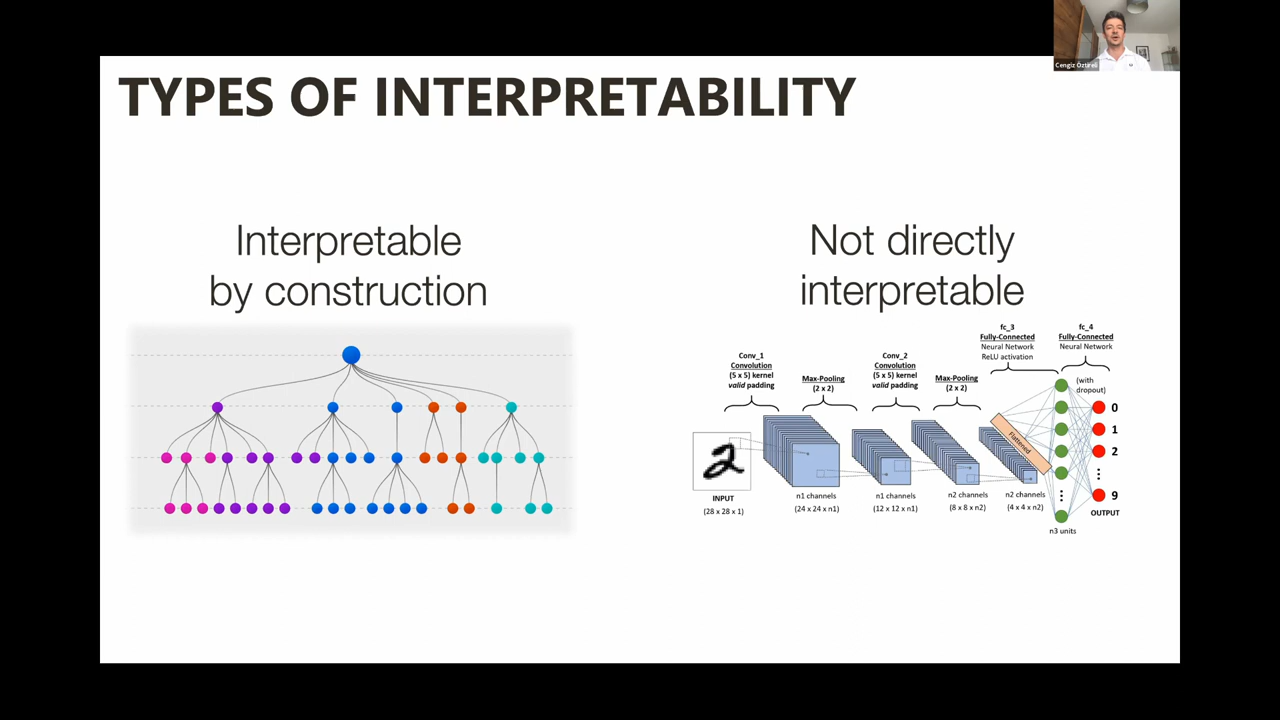 Cengiz Öztireli
TYPES OF INTERPRETABILITY
Interpretable
by construction
Not directly
interpretable
Conv_1
Convolution
(5 x 5) kernel
valid padding
Max-Pooling
(2 x 2)
Conv_2
Convolution
(5 x 5) kernel
valid padding
Max-Pooling
(2 x 2)
fc_3
Fully-Connected
Neural Network
ReLU activation
fc_4
Fully-Connected
Neural Network
(with
dropout)
Flattened
0
1
2
9
OUTPUT
2
INPUT
(28 x 28 x 1)
n1 channels
(24 x 24 x n1)
n1 channels
(12 x 12 x n1)
n2 channels
(8 x 8 x n2)
n2 channels
(4 x 4 x n2)
n3 units